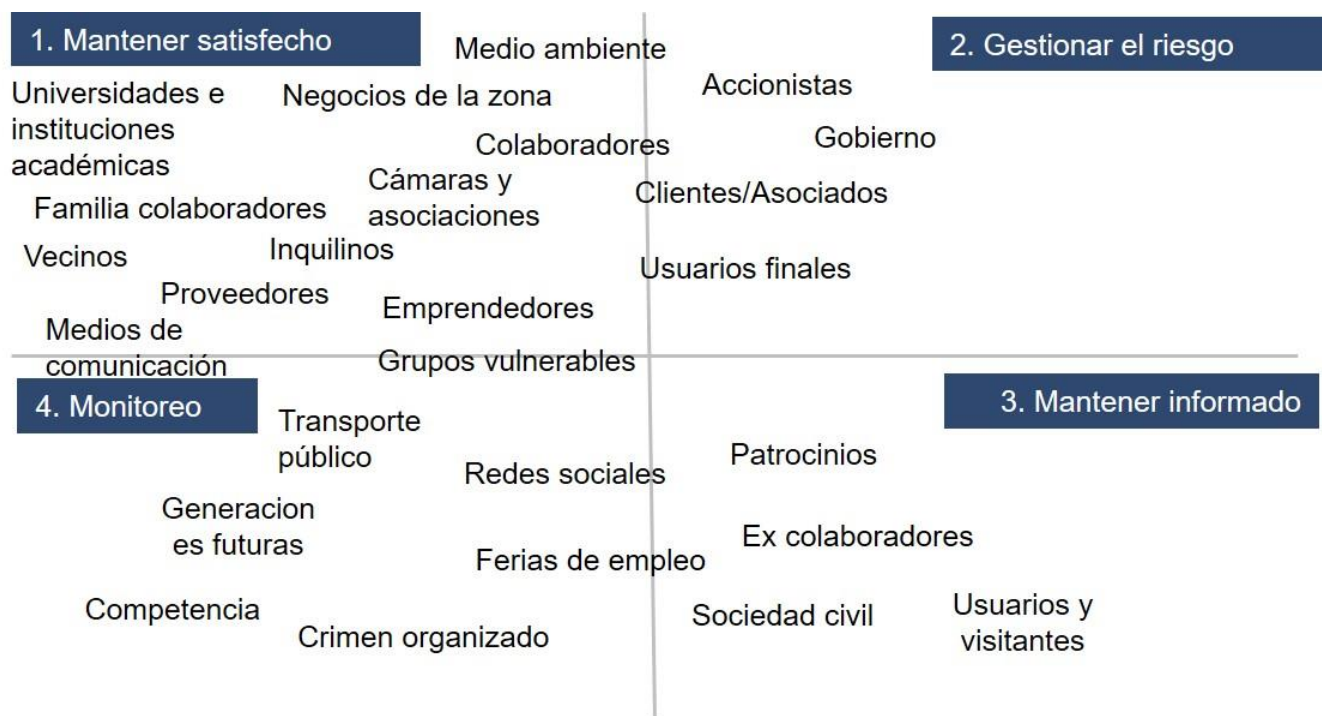 1. Mantener satisfecho
Medio ambiente
2. Gestionar el riesgo
Universidades e
instituciones
académicas
Negocios de la zona
Accionistas
Colaboradores
Gobierno
Cámaras y
asociaciones
Clientes/Asociados
Familia colaboradores
Vecinos
Inquilinos
Usuarios finales
Proveedores
Emprendedores
Medios de
comunicación
Grupos vulnerables
4. Monitoreo
3. Mantener informado
Transporte
público
Redes sociales
Patrocinios
Generacion
es futuras
Ferias de empleo
Ex colaboradores
Competencia
Crimen organizado
Sociedad civil
Usuarios y
visitantes